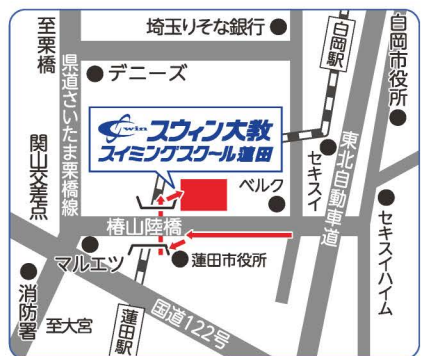 至栗橋
埼玉りそな銀行
白岡駅
白岡市役所
県道さいたま栗橋線
デニーズ
win
スウィン大教
スイミングスクール蓮田
関山交差点
ベルク
セキスイ
東北自動車道
椿山陸橋
マルエツ
蓮田市役所
セキスイハイム
消防署
至大宮
蓮田駅
国道122号